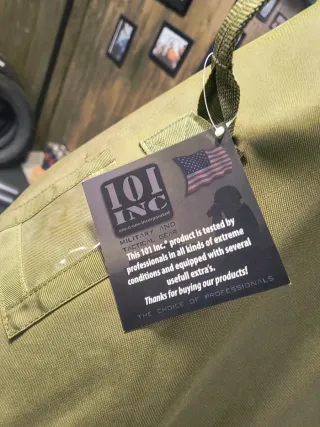 101
INC
MILITARY AND
TACTICAL GEAR
This 101 inc.® product is tested by
professionals in all kinds of extreme
conditions and equipped with several
usefull extra's.
Thanks for buying our products!
THE CHOICE OF PROFESSIONALS